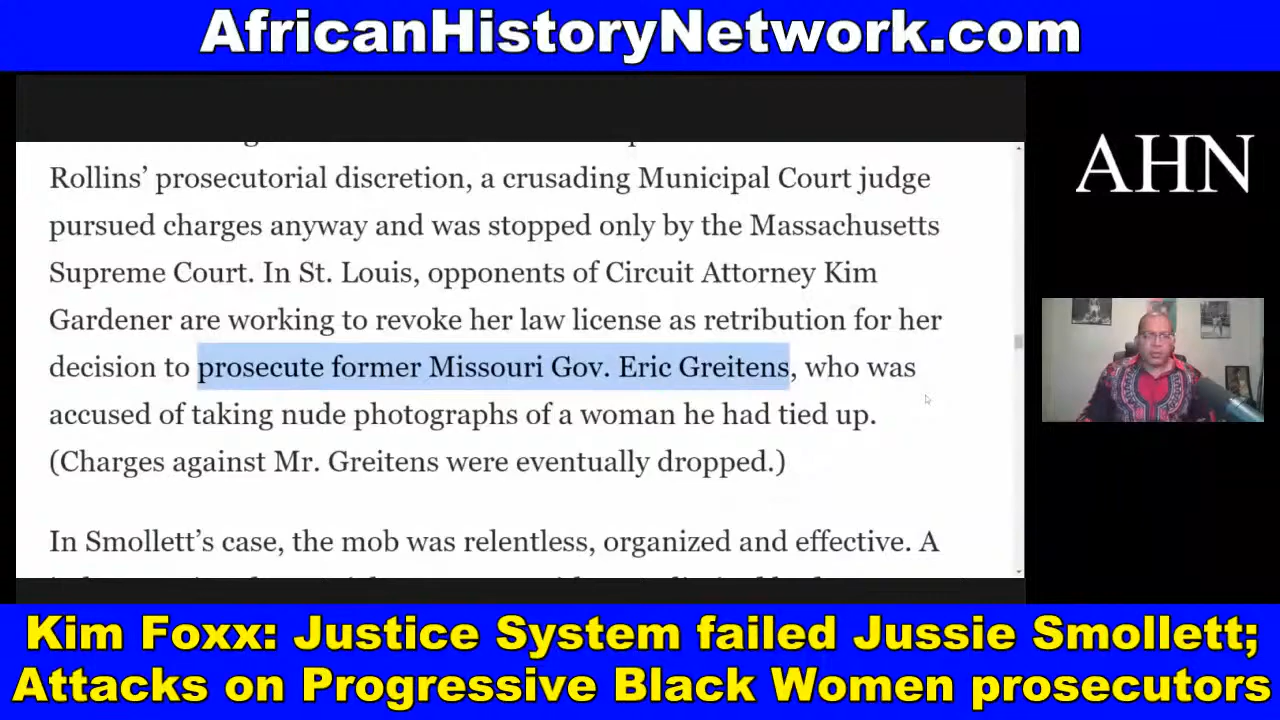 AfricanHistoryNetwork.com
AHN
Rollins’ prosecutorial discretion, a crusading Municipal Court judge
pursued charges anyway and was stopped only by the Massachusetts
Supreme Court. In St. Louis, opponents of Circuit Attorney Kim
Gardener are working to revoke her law license as retribution for her
decision to prosecute former Missouri Gov. Eric Greitens, who was
accused of taking nude photographs of a woman he had tied up.
(Charges against Mr. Greitens were eventually dropped.)
In Smollett’s case, the mob was relentless, organized and effective. A
Kim Foxx: Justice System failed Jussie Smollett;
Attacks on Progressive Black Women prosecutors